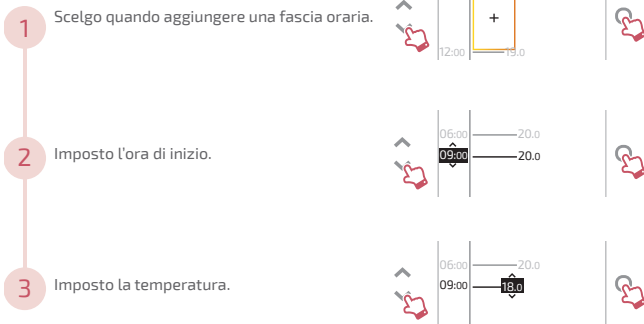 1 Scelgo quando aggiungere una fascia oraria.
+
12:00 19.0
06:00 20.0
2 Imposto l'ora di inizio.
09:00 20.0
06:00 20.0
3 Imposto la temperatura.
09:00 18.0